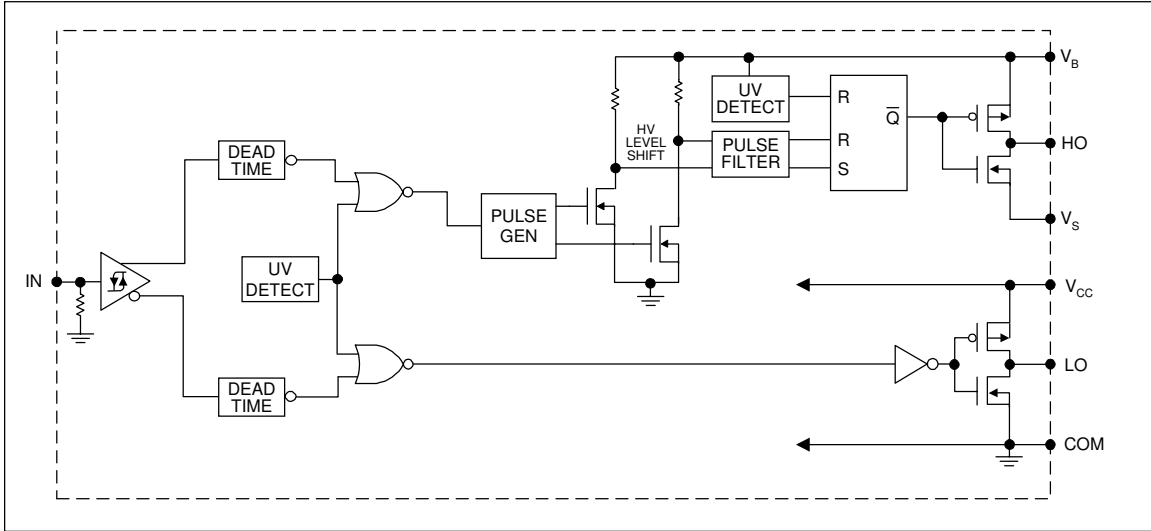 V_B
UV
DETECT
R
Q̅
HV
LEVEL
SHIFT
PULSE
FILTER
R
S
HO
DEAD
TIME
PULSE
GEN
V_S
IN
UV
DETECT
V_CC
DEAD
TIME
LO
COM